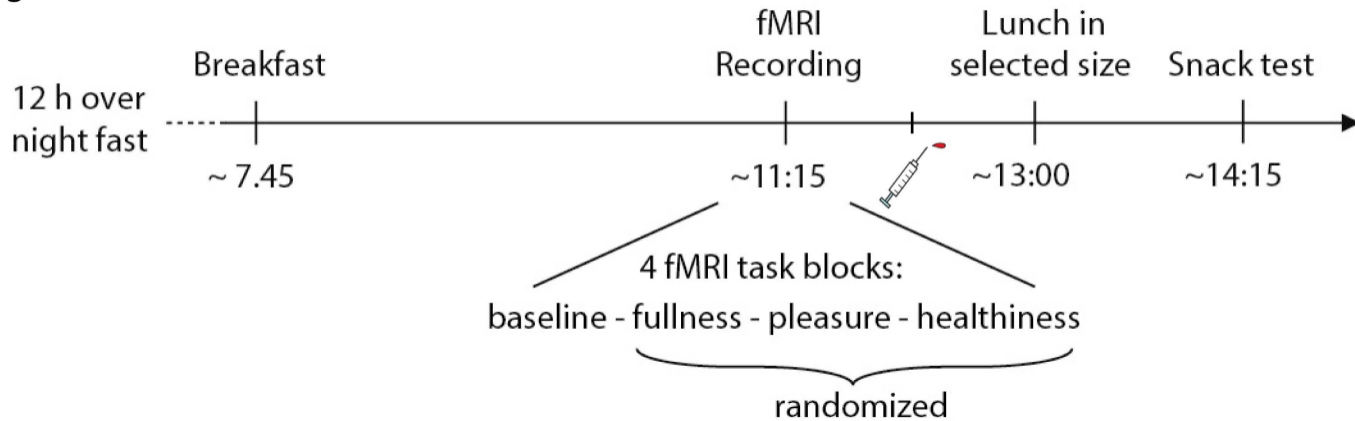 12 h over
night fast
Breakfast
~ 7.45
fMRI
Recording
~11:15
Lunch in
selected size
~13:00
Snack test
~14:15
4 fMRI task blocks:
baseline - fullness - pleasure - healthiness
randomized